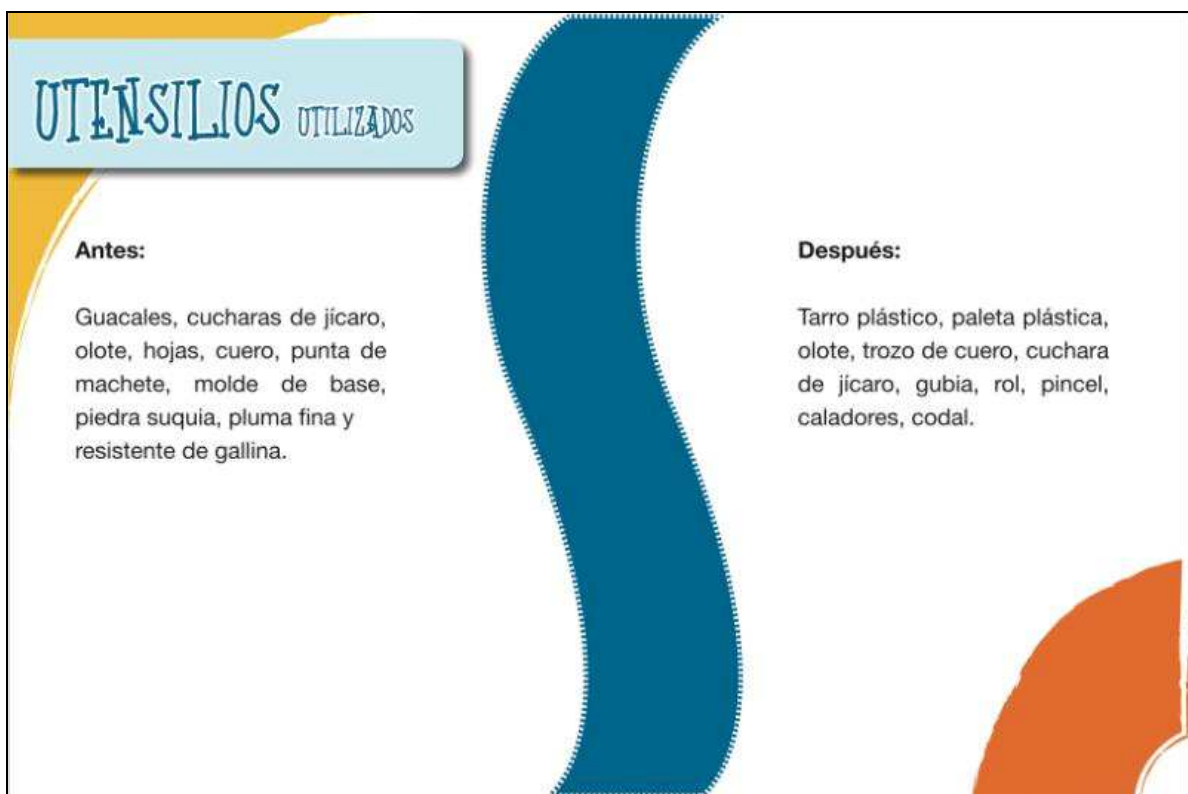 UTENSILIOS UTILIZADOS
Antes:
Guacales, cucharas de jícaro,
olote, hojas, cuero, punta de
machete, molde de base,
piedra suquia, pluma fina y
resistente de gallina.
Después:
Tarro plástico, paleta plástica,
olote, trozo de cuero, cuchara
de jícaro, gubia, rol, pincel,
caladores, codal.